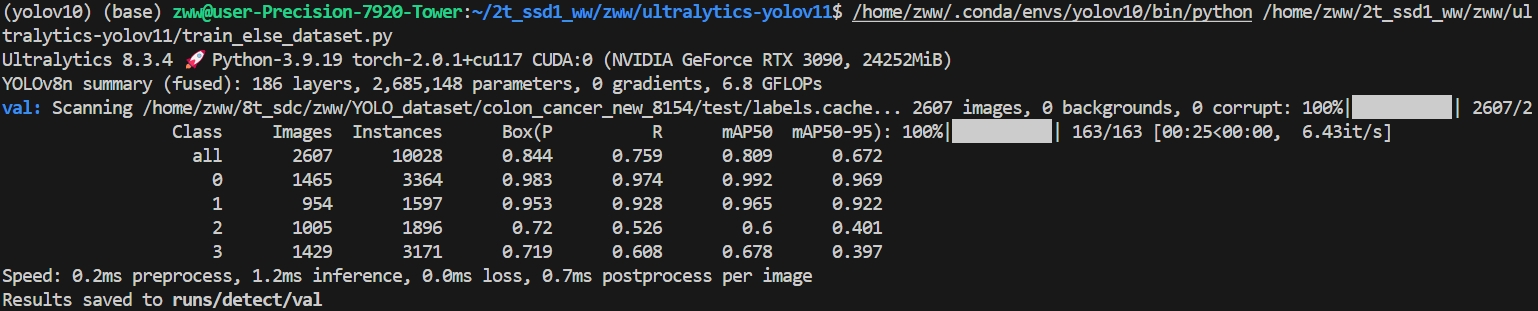 (yolov10) (base) zww@user-Precision-7920-Tower:~/2t_ssd1_ww/zww/ultralytics-yolov11$ /home/zww/.conda/envs/yolov10/bin/python /home/zww/2t_ssd1_ww/zww/ul
tralytics-yolov11/train_else_dataset.py
Ultralytics 8.3.4 🚀 Python-3.9.19 torch-2.0.1+cu117 CUDA:0 (NVIDIA GeForce RTX 3090, 24252MiB)
YOLOv8n summary (fused): 186 layers, 2,685,148 parameters, 0 gradients, 6.8 GFLOPs
val: Scanning /home/zww/8t_sdc/zww/YOLO_dataset/colon_cancer_new_8154/test/labels.cache... 2607 images, 0 backgrounds, 0 corrupt: 100%|██████████| 2607/2
Class Images Instances Box(P R mAP50 mAP50-95): 100%|██████████| 163/163 [00:25<00:00, 6.43it/s]
all 2607 10028 0.844 0.759 0.809 0.672
0 1465 3364 0.983 0.974 0.992 0.969
1 954 1597 0.953 0.928 0.965 0.922
2 1005 1896 0.72 0.526 0.6 0.401
3 1429 3171 0.719 0.608 0.678 0.397
Speed: 0.2ms preprocess, 1.2ms inference, 0.0ms loss, 0.7ms postprocess per image
Results saved to runs/detect/val